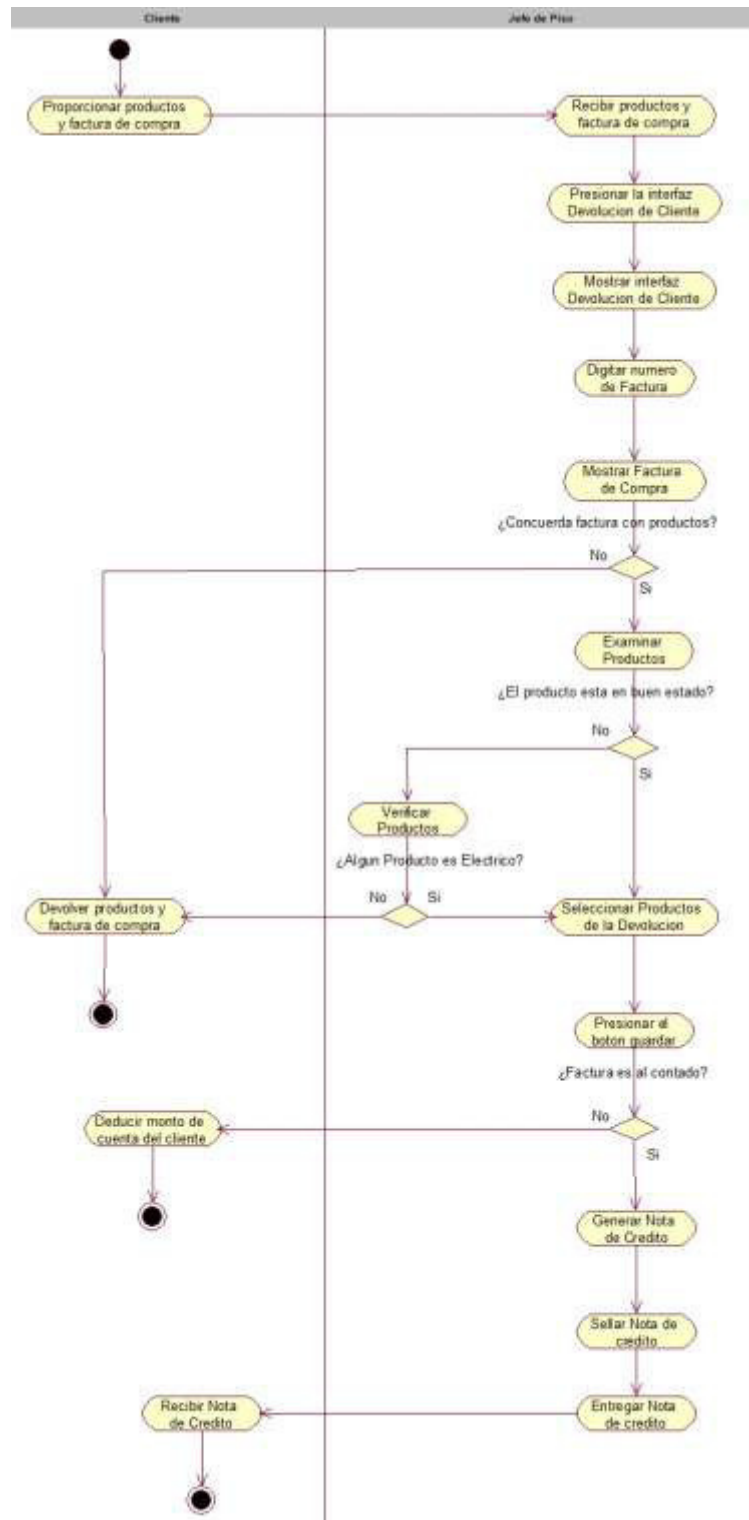 Cliente
Jefe de Piso
Proporcionar productos
y factura de compra
Recibir productos y
factura de compra
Presionar la interfaz
Devolucion de Cliente
Mostrar interfaz
Devolucion de Cliente
Digitar numero
de Factura
Mostrar Factura
de Compra
¿Concuerda factura con productos?
No
Si
Examinar
Productos
¿El producto esta en buen estado?
No
Si
Verificar
Productos
¿Algun Producto es Electrico?
No
Si
Devolver productos y
factura de compra
Seleccionar Productos
de la Devolucion
Presionar el
boton guardar
¿Factura es al contado?
No
Si
Deducir monto de
cuenta del cliente
Generar Nota
de Credito
Sellar Nota de
credito
Entregar Nota
de credito
Recibir Nota
de Credito